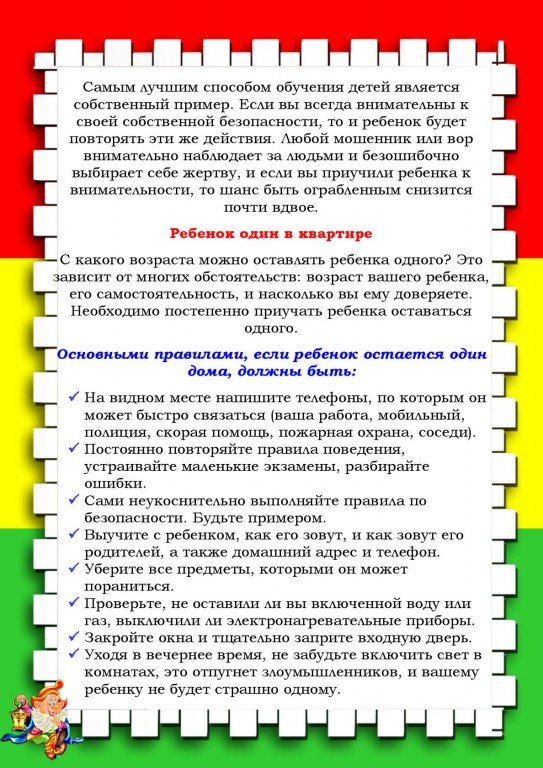 Самым лучшим способом обучения детей является
собственный пример. Если вы всегда внимательны к
своей собственной безопасности, то и ребенок будет
повторять эти же действия. Любой мошенник или вор
внимательно наблюдает за людьми и безошибочно
выбирает себе жертву, и если вы приучили ребенка к
внимательности, то шанс быть ограбленным снизится
почти вдвое.
Ребенок один в квартире
С какого возраста можно оставлять ребенка одного? Это
зависит от многих обстоятельств: возраст вашего ребенка,
его самостоятельность, и насколько вы ему доверяете.
Необходимо постепенно приучать ребенка оставаться
одного.
Основными правилами, если ребенок остается один
дома, должны быть:
✓ На видном месте напишите телефоны, по которым он
может быстро связаться (ваша работа, мобильный,
полиция, скорая помощь, пожарная охрана, соседи).
✓ Постоянно повторяйте правила поведения,
устраивайте маленькие экзамены, разбирайте
ошибки.
✓ Сами неукоснительно выполняйте правила по
безопасности. Будьте примером.
✓ Выучите с ребенком, как его зовут, и как зовут его
родителей, а также домашний адрес и телефон.
✓ Уберите все предметы, которыми он может
пораниться.
✓ Проверьте, не оставили ли вы включенной воду или
газ, выключили ли электронагревательные приборы.
✓ Закройте окна и тщательно заприте входную дверь.
✓ Уходя в вечернее время, не забудьте включить свет в
комнатах, это отпугнет злоумышленников, и вашему
ребенку не будет страшно одному.